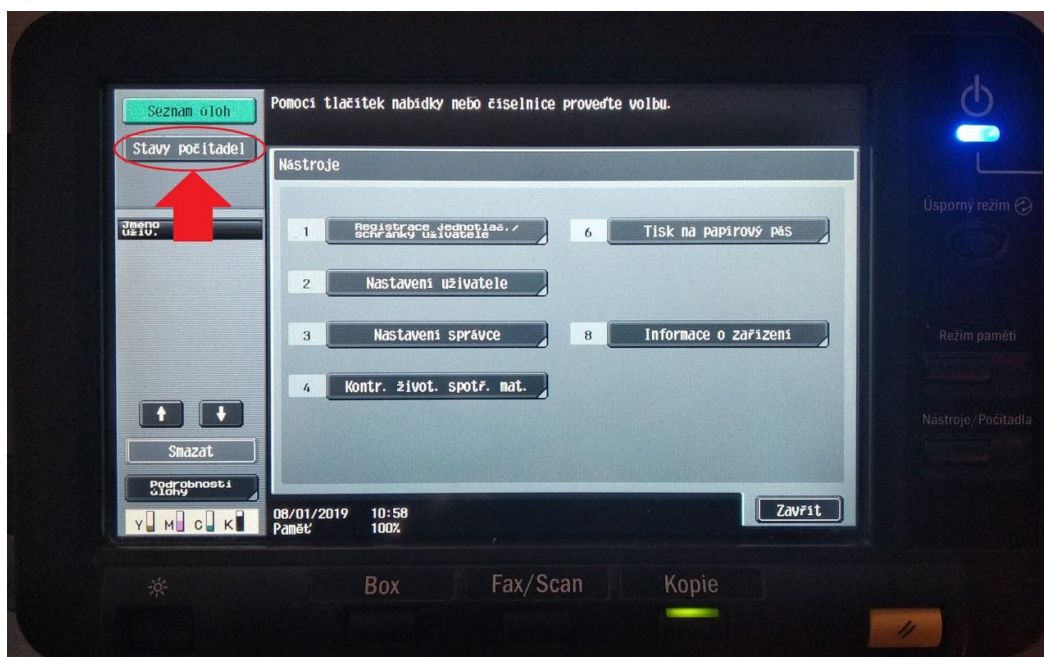 Pomocí tlačítek nabídky nebo číselnice proveďte volbu.
Seznam úloh
Stavy počitadel
Jméno
uživ.
Smazat
Podrobnosti
úlohy
Y M C K
Nástroje
1 Registrace jednotlač./
schránky uživatele
2 Nastavení uživatele
3 Nastavení správce
4 Kontr. život. spotř. mat.
6 Tisk na papírový pás
8 Informace o zařízení
08/01/2019 10:58
Paměť 100%
Zavřít
Úsporný režim
Režim paměti
Nástroje/Počítadla
Box
Fax/Scan
Kopie